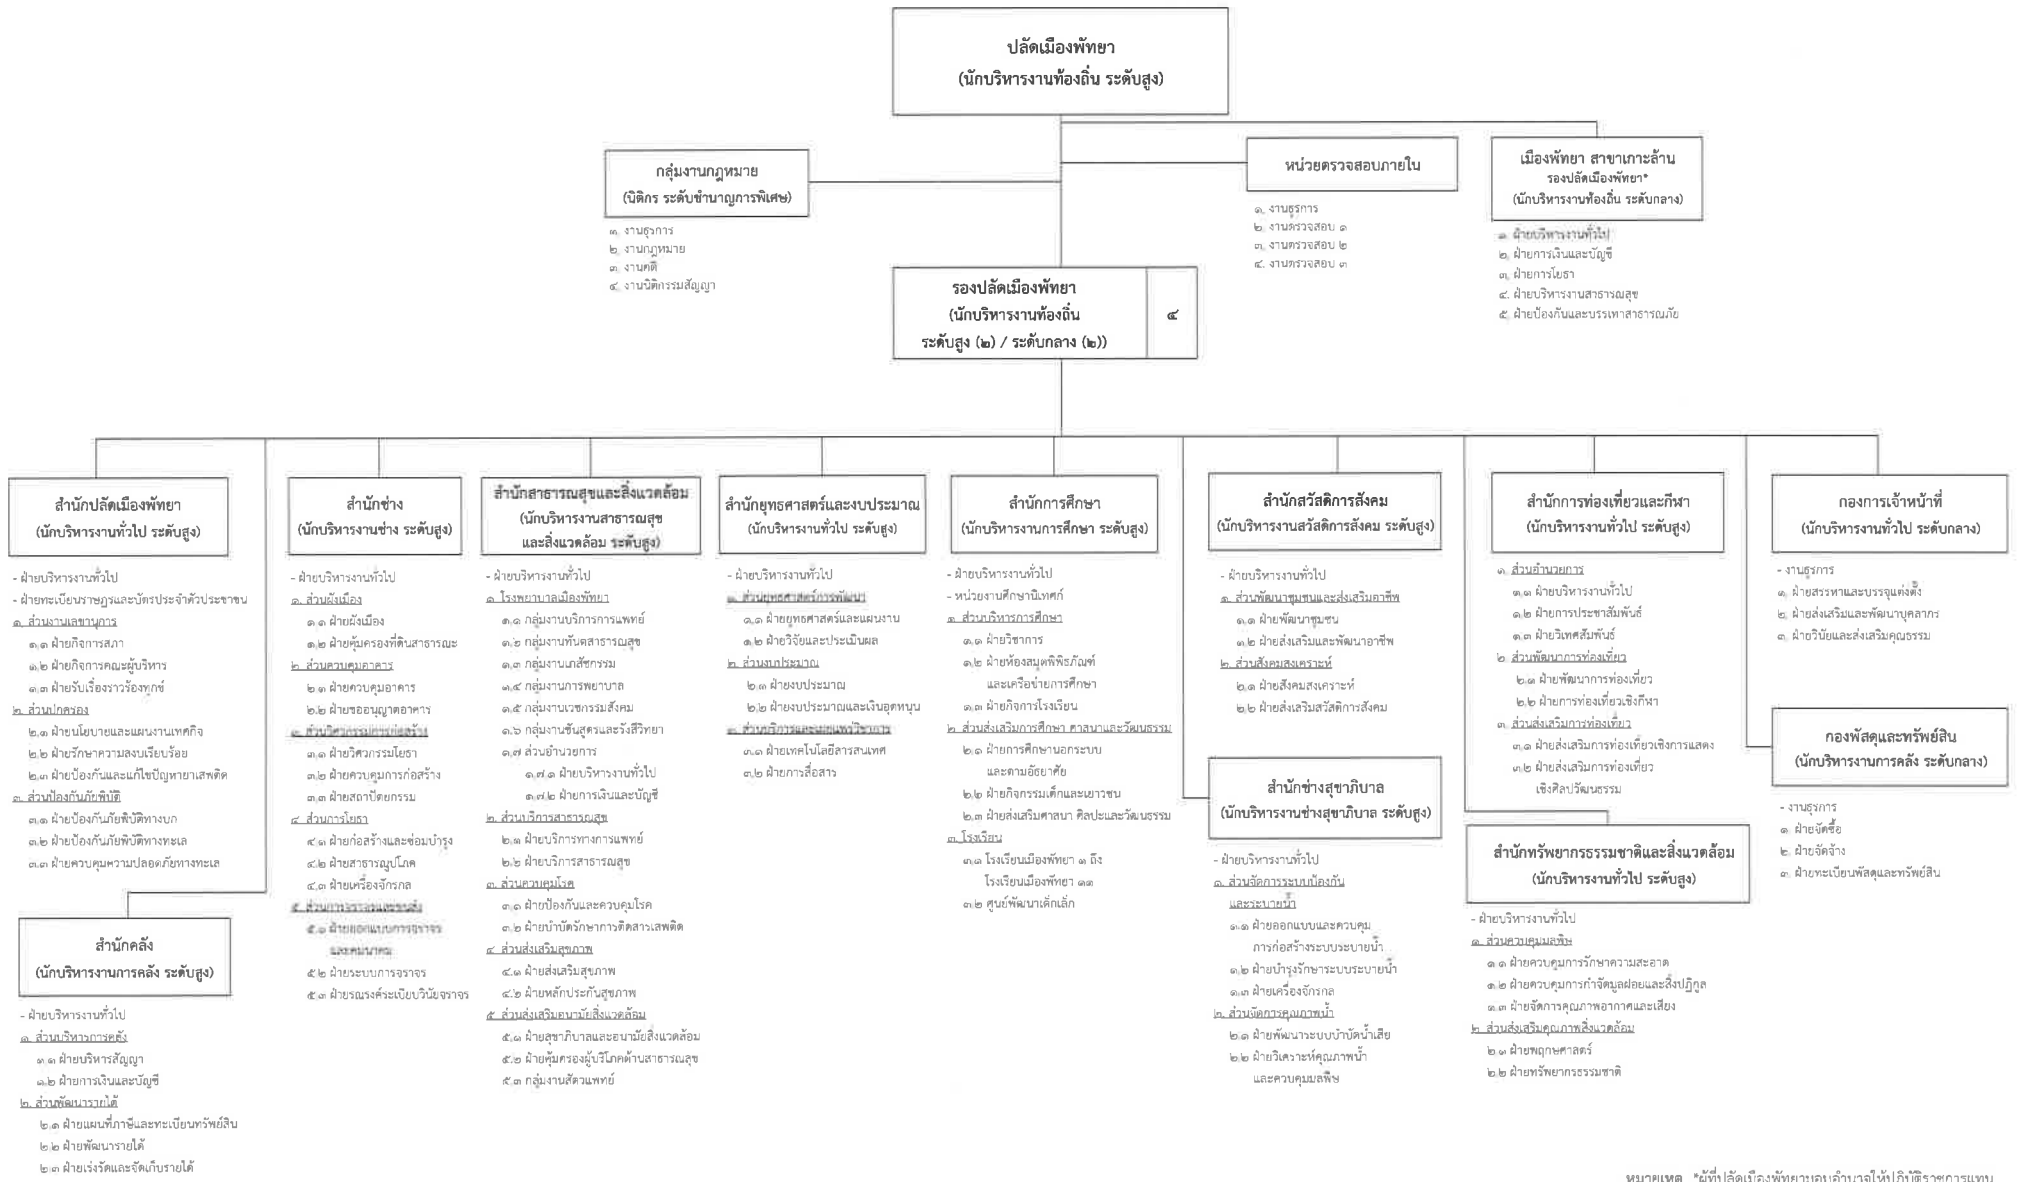 ปลัดเมืองพัทยา
(นักบริหารงานท้องถิ่น ระดับสูง)
กลุ่มงานกฎหมาย
(นิติกร ระดับชำนาญการพิเศษ)
๑. งานธุรการ
๒. งานกฎหมาย
๓. งานคดี
๔. งานนิติกรรมสัญญา
หน่วยตรวจสอบภายใน
๑. งานธุรการ
๒. งานตรวจสอบ ๑
๓. งานตรวจสอบ ๒
๔. งานตรวจสอบ ๓
เมืองพัทยา สาขาเกาะล้าน
รองปลัดเมืองพัทยา*
(นักบริหารงานท้องถิ่น ระดับกลาง)
๑. ฝ่ายบริหารงานทั่วไป
๒. ฝ่ายการเงินและบัญชี
๓. ฝ่ายการโยธา
๔. ฝ่ายบริหารงานสาธารณสุข
๕. ฝ่ายป้องกันและบรรเทาสาธารณภัย
รองปลัดเมืองพัทยา
(นักบริหารงานท้องถิ่น
ระดับสูง (๒) / ระดับกลาง (๒))
๔
สำนักปลัดเมืองพัทยา
(นักบริหารงานทั่วไป ระดับสูง)
- ฝ่ายบริหารงานทั่วไป
- ฝ่ายทะเบียนราษฎรและบัตรประจำตัวประชาชน
๑. ส่วนงานเลขานุการ
๑.๑ ฝ่ายกิจการสภา
๑.๒ ฝ่ายกิจการคณะผู้บริหาร
๑.๓ ฝ่ายรับเรื่องราวร้องทุกข์
๒. ส่วนปกครอง
๒.๑ ฝ่ายนโยบายและแผนงานเทศกิจ
๒.๒ ฝ่ายรักษาความสงบเรียบร้อย
๒.๓ ฝ่ายป้องกันและแก้ไขปัญหายาเสพติด
๓. ส่วนป้องกันภัยพิบัติ
๓.๑ ฝ่ายป้องกันภัยพิบัติทางบก
๓.๒ ฝ่ายป้องกันภัยพิบัติทางทะเล
๓.๓ ฝ่ายควบคุมความปลอดภัยทางทะเล
สำนักคลัง
(นักบริหารงานการคลัง ระดับสูง)
- ฝ่ายบริหารงานทั่วไป
๑. ส่วนบริหารการคลัง
๑.๑ ฝ่ายบริหารสัญญา
๑.๒ ฝ่ายการเงินและบัญชี
๒. ส่วนพัฒนารายได้
๒.๑ ฝ่ายแผนที่ภาษีและทะเบียนทรัพย์สิน
๒.๒ ฝ่ายพัฒนารายได้
๒.๓ ฝ่ายเร่งรัดและจัดเก็บรายได้
สำนักช่าง
(นักบริหารงานช่าง ระดับสูง)
- ฝ่ายบริหารงานทั่วไป
๑. ส่วนผังเมือง
๑.๑ ฝ่ายผังเมือง
๑.๒ ฝ่ายคุ้มครองที่ดินสาธารณะ
๒. ส่วนควบคุมอาคาร
๒.๑ ฝ่ายควบคุมอาคาร
๒.๒ ฝ่ายขออนุญาตอาคาร
๓. ส่วนวิศวกรรมการก่อสร้าง
๓.๑ ฝ่ายวิศวกรรมโยธา
๓.๒ ฝ่ายควบคุมการก่อสร้าง
๓.๓ ฝ่ายสถาปัตยกรรม
๔. ส่วนการโยธา
๔.๑ ฝ่ายก่อสร้างและซ่อมบำรุง
๔.๒ ฝ่ายสาธารณูปโภค
๔.๓ ฝ่ายเครื่องจักรกล
๕. ส่วนการจราจรและขนส่ง
๕.๑ ฝ่ายออกแบบการจราจร
และคมนาคม
๕.๒ ฝ่ายระบบการจราจร
๕.๓ ฝ่ายรณรงค์ระเบียบวินัยจราจร
สำนักสาธารณสุขและสิ่งแวดล้อม
(นักบริหารงานสาธารณสุข
และสิ่งแวดล้อม ระดับสูง)
- ฝ่ายบริหารงานทั่วไป
๑. โรงพยาบาลเมืองพัทยา
๑.๑ กลุ่มงานบริการการแพทย์
๑.๒ กลุ่มงานทันตสาธารณสุข
๑.๓ กลุ่มงานเภสัชกรรม
๑.๔ กลุ่มงานการพยาบาล
๑.๕ กลุ่มงานเวชกรรมสังคม
๑.๖ กลุ่มงานชันสูตรและรังสีวิทยา
๑.๗ ส่วนอำนวยการ
๑.๗.๑ ฝ่ายบริหารงานทั่วไป
๑.๗.๒ ฝ่ายการเงินและบัญชี
๒. ส่วนบริการสาธารณสุข
๒.๑ ฝ่ายบริการทางการแพทย์
๒.๒ ฝ่ายบริการสาธารณสุข
๓. ส่วนควบคุมโรค
๓.๑ ฝ่ายป้องกันและควบคุมโรค
๓.๒ ฝ่ายบำบัดรักษาการติดสารเสพติด
๔. ส่วนส่งเสริมสุขภาพ
๔.๑ ฝ่ายส่งเสริมสุขภาพ
๔.๒ ฝ่ายหลักประกันสุขภาพ
๕. ส่วนส่งเสริมอนามัยสิ่งแวดล้อม
๕.๑ ฝ่ายสุขาภิบาลและอนามัยสิ่งแวดล้อม
๕.๒ ฝ่ายคุ้มครองผู้บริโภคด้านสาธารณสุข
๕.๓ กลุ่มงานสัตวแพทย์
สำนักยุทธศาสตร์และงบประมาณ
(นักบริหารงานทั่วไป ระดับสูง)
- ฝ่ายบริหารงานทั่วไป
๑. ส่วนยุทธศาสตร์การพัฒนา
๑.๑ ฝ่ายยุทธศาสตร์และแผนงาน
๑.๒ ฝ่ายวิจัยและประเมินผล
๒. ส่วนงบประมาณ
๒.๑ ฝ่ายงบประมาณ
๒.๒ ฝ่ายงบประมาณและเงินอุดหนุน
๓. ส่วนบริการและเผยแพร่วิชาการ
๓.๑ ฝ่ายเทคโนโลยีสารสนเทศ
๓.๒ ฝ่ายการสื่อสาร
สำนักการศึกษา
(นักบริหารงานการศึกษา ระดับสูง)
- ฝ่ายบริหารงานทั่วไป
- หน่วยงานศึกษานิเทศก์
๑. ส่วนบริหารการศึกษา
๑.๑ ฝ่ายวิชาการ
๑.๒ ฝ่ายห้องสมุดพิพิธภัณฑ์
และเครือข่ายการศึกษา
๑.๓ ฝ่ายกิจการโรงเรียน
๒. ส่วนส่งเสริมการศึกษา ศาสนาและวัฒนธรรม
๒.๑ ฝ่ายการศึกษานอกระบบ
และตามอัธยาศัย
๒.๒ ฝ่ายกิจกรรมเด็กและเยาวชน
๒.๓ ฝ่ายส่งเสริมศาสนา ศิลปะและวัฒนธรรม
๓. โรงเรียน
๓.๑ โรงเรียนเมืองพัทยา ๑ ถึง
โรงเรียนเมืองพัทยา ๑๑
๓.๒ ศูนย์พัฒนาเด็กเล็ก
สำนักสวัสดิการสังคม
(นักบริหารงานสวัสดิการสังคม ระดับสูง)
- ฝ่ายบริหารงานทั่วไป
๑. ส่วนพัฒนาชุมชนและส่งเสริมอาชีพ
๑.๑ ฝ่ายพัฒนาชุมชน
๑.๒ ฝ่ายส่งเสริมและพัฒนาอาชีพ
๒. ส่วนสังคมสงเคราะห์
๒.๑ ฝ่ายสังคมสงเคราะห์
๒.๒ ฝ่ายส่งเสริมสวัสดิการสังคม
สำนักช่างสุขาภิบาล
(นักบริหารงานช่างสุขาภิบาล ระดับสูง)
- ฝ่ายบริหารงานทั่วไป
๑. ส่วนจัดการระบบป้องกัน
และระบายน้ำ
๑.๑ ฝ่ายออกแบบและควบคุม
การก่อสร้างระบบระบายน้ำ
๑.๒ ฝ่ายบำรุงรักษาระบบระบายน้ำ
๑.๓ ฝ่ายเครื่องจักรกล
๒. ส่วนจัดการคุณภาพน้ำ
๒.๑ ฝ่ายพัฒนาระบบบำบัดน้ำเสีย
๒.๒ ฝ่ายวิเคราะห์คุณภาพน้ำ
และควบคุมมลพิษ
สำนักการท่องเที่ยวและกีฬา
(นักบริหารงานทั่วไป ระดับสูง)
๑. ส่วนอำนวยการ
๑.๑ ฝ่ายบริหารงานทั่วไป
๑.๒ ฝ่ายการประชาสัมพันธ์
๑.๓ ฝ่ายวิเทศสัมพันธ์
๒. ส่วนพัฒนาการท่องเที่ยว
๒.๑ ฝ่ายพัฒนาการท่องเที่ยว
๒.๒ ฝ่ายการท่องเที่ยวเชิงกีฬา
๓. ส่วนส่งเสริมการท่องเที่ยว
๓.๑ ฝ่ายส่งเสริมการท่องเที่ยวเชิงการแสดง
๓.๒ ฝ่ายส่งเสริมการท่องเที่ยว
เชิงศิลปวัฒนธรรม
สำนักทรัพยากรธรรมชาติและสิ่งแวดล้อม
(นักบริหารงานทั่วไป ระดับสูง)
- ฝ่ายบริหารงานทั่วไป
๑. ส่วนควบคุมมลพิษ
๑.๑ ฝ่ายควบคุมการรักษาความสะอาด
๑.๒ ฝ่ายควบคุมการกำจัดมูลฝอยและสิ่งปฏิกูล
๑.๓ ฝ่ายจัดการคุณภาพอากาศและเสียง
๒. ส่วนส่งเสริมคุณภาพสิ่งแวดล้อม
๒.๑ ฝ่ายพฤกษศาสตร์
๒.๒ ฝ่ายทรัพยากรธรรมชาติ
กองการเจ้าหน้าที่
(นักบริหารงานทั่วไป ระดับกลาง)
- งานธุรการ
๑. ฝ่ายสรรหาและบรรจุแต่งตั้ง
๒. ฝ่ายส่งเสริมและพัฒนาบุคลากร
๓. ฝ่ายวินัยและส่งเสริมคุณธรรม
กองพัสดุและทรัพย์สิน
(นักบริหารงานการคลัง ระดับกลาง)
- งานธุรการ
๑. ฝ่ายจัดซื้อ
๒. ฝ่ายจัดจ้าง
๓. ฝ่ายทะเบียนพัสดุและทรัพย์สิน
หมายเหตุ *ผู้ที่ปลัดเมืองพัทยามอบอำนาจให้ปฏิบัติราชการแทน